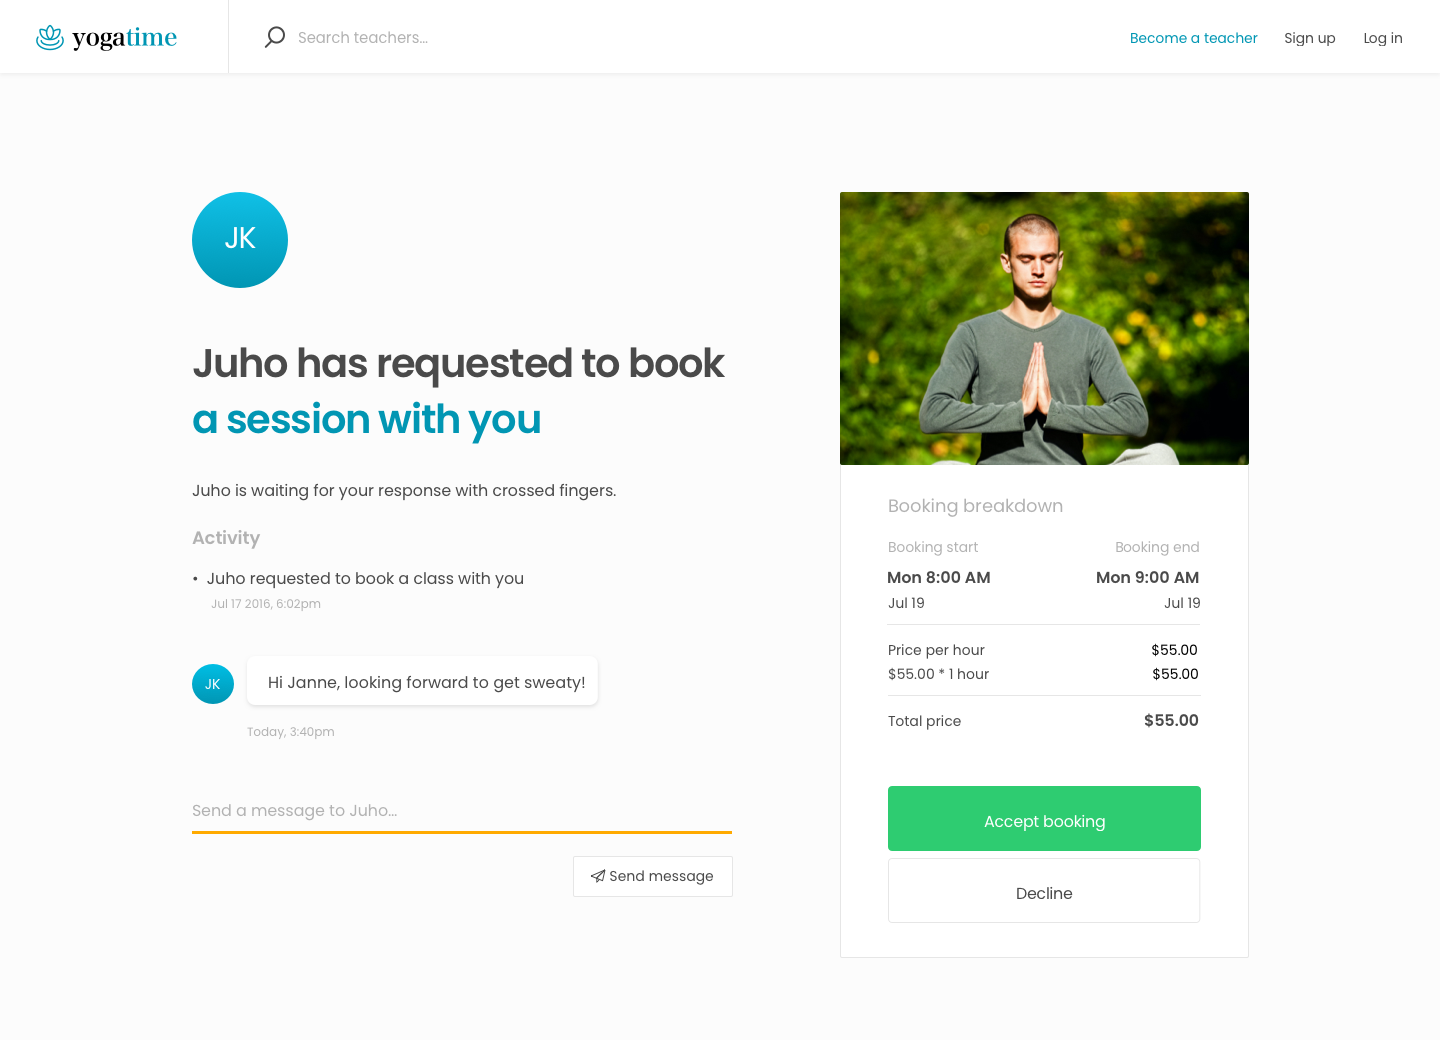 yogatime
Search teachers...
Become a teacher
Sign up
Log in
JK
Juho has requested to book
a session with you
Juho is waiting for your response with crossed fingers.
Activity
• Juho requested to book a class with you
Jul 17 2016, 6:02pm
JK
Hi Janne, looking forward to get sweaty!
Today, 3:40pm
Send a message to Juho...
Send message
Booking breakdown
Booking start Booking end
Mon 8:00 AM Mon 9:00 AM
Jul 19 Jul 19
Price per hour $55.00
$55.00 * 1 hour $55.00
Total price $55.00
Accept booking
Decline